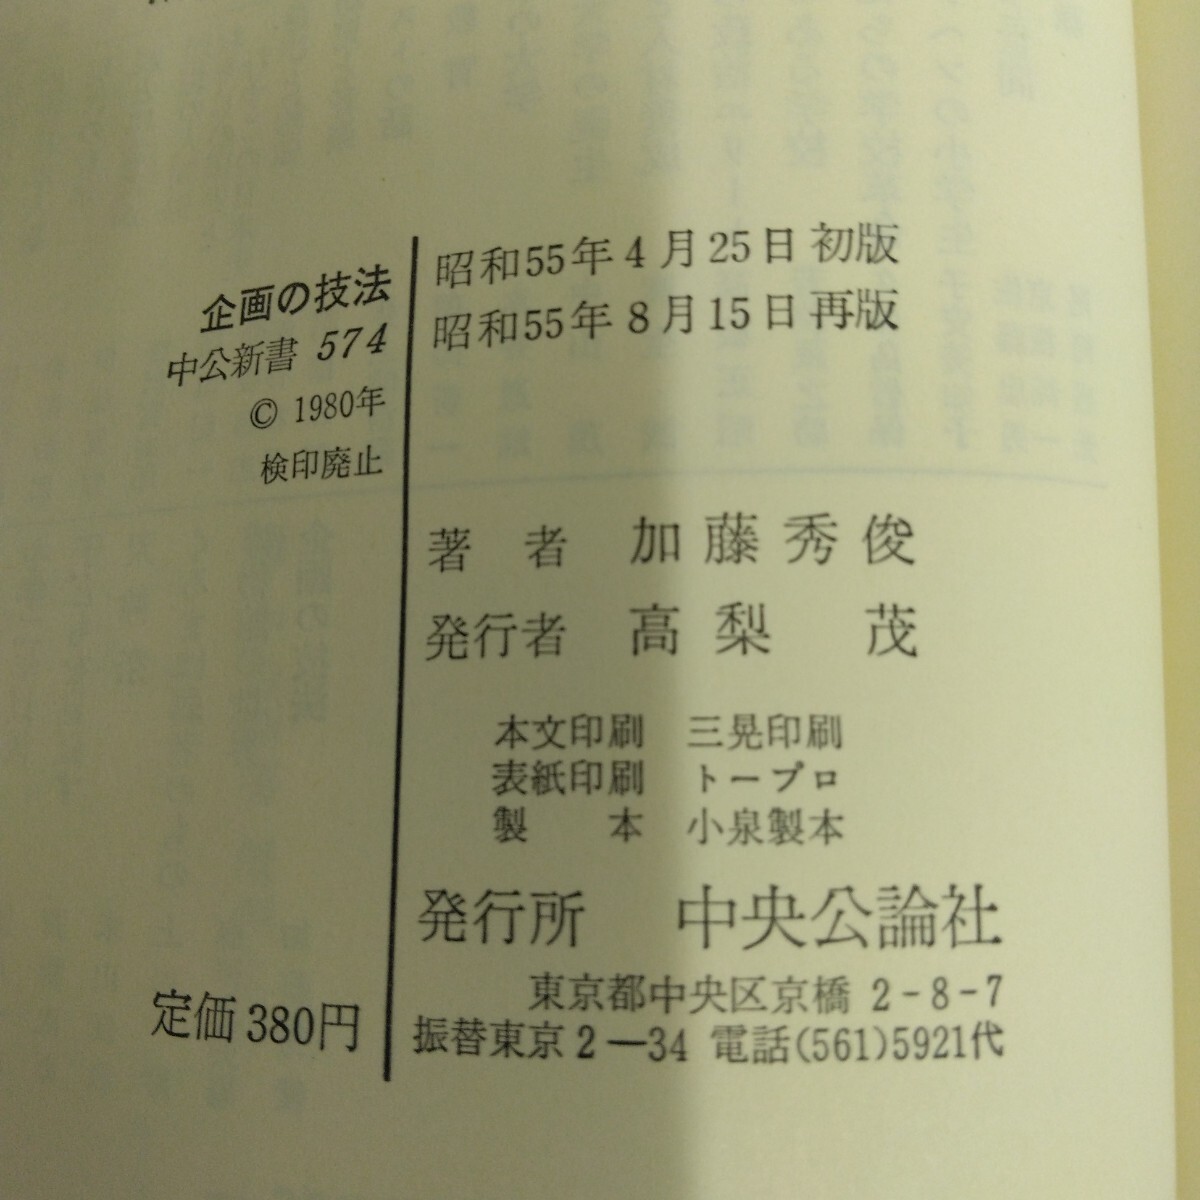 企画の技法
中公新書 574
© 1980年
検印廃止
定価 380円
昭和55年4月25日 初版
昭和55年8月15日 再版
著者 加藤秀俊
発行者 高梨 茂
本文印刷 三晃印刷
表紙印刷 トープロ
製本 小泉製本
発行所 中央公論社
東京都中央区京橋 2-8-7
振替東京2—34 電話(561)5921代